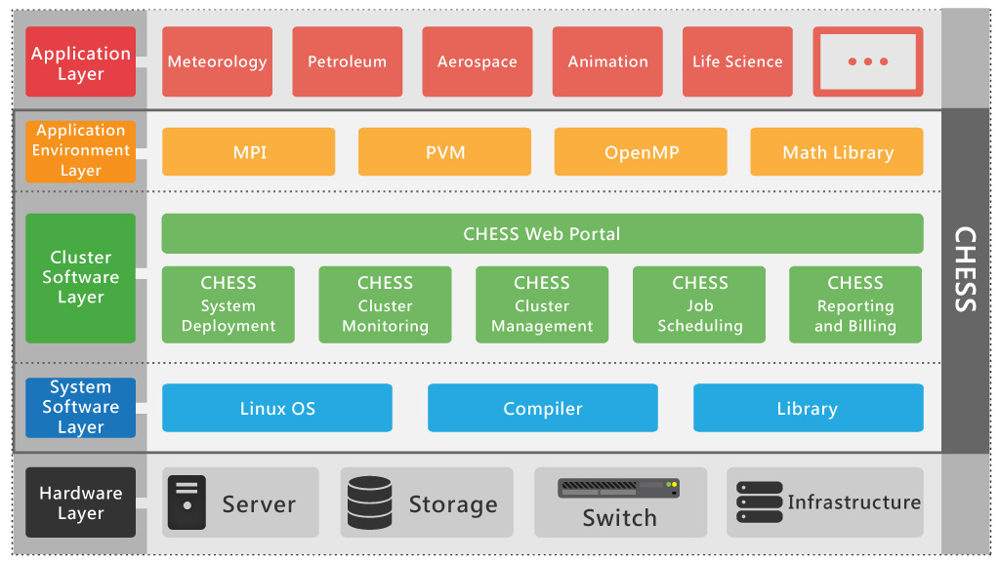 Application
Layer
Meteorology
Petroleum
Aerospace
Animation
Life Science
Application
Environment
Layer
MPI
PVM
OpenMP
Math Library
Cluster
Software
Layer
CHESS Web Portal
CHESS
System
Deployment
CHESS
Cluster
Monitoring
CHESS
Cluster
Management
CHESS
Job
Scheduling
CHESS
Reporting
and Billing
CHESS
System
Software
Layer
Linux OS
Compiler
Library
Hardware
Layer
Server
Storage
Switch
Infrastructure